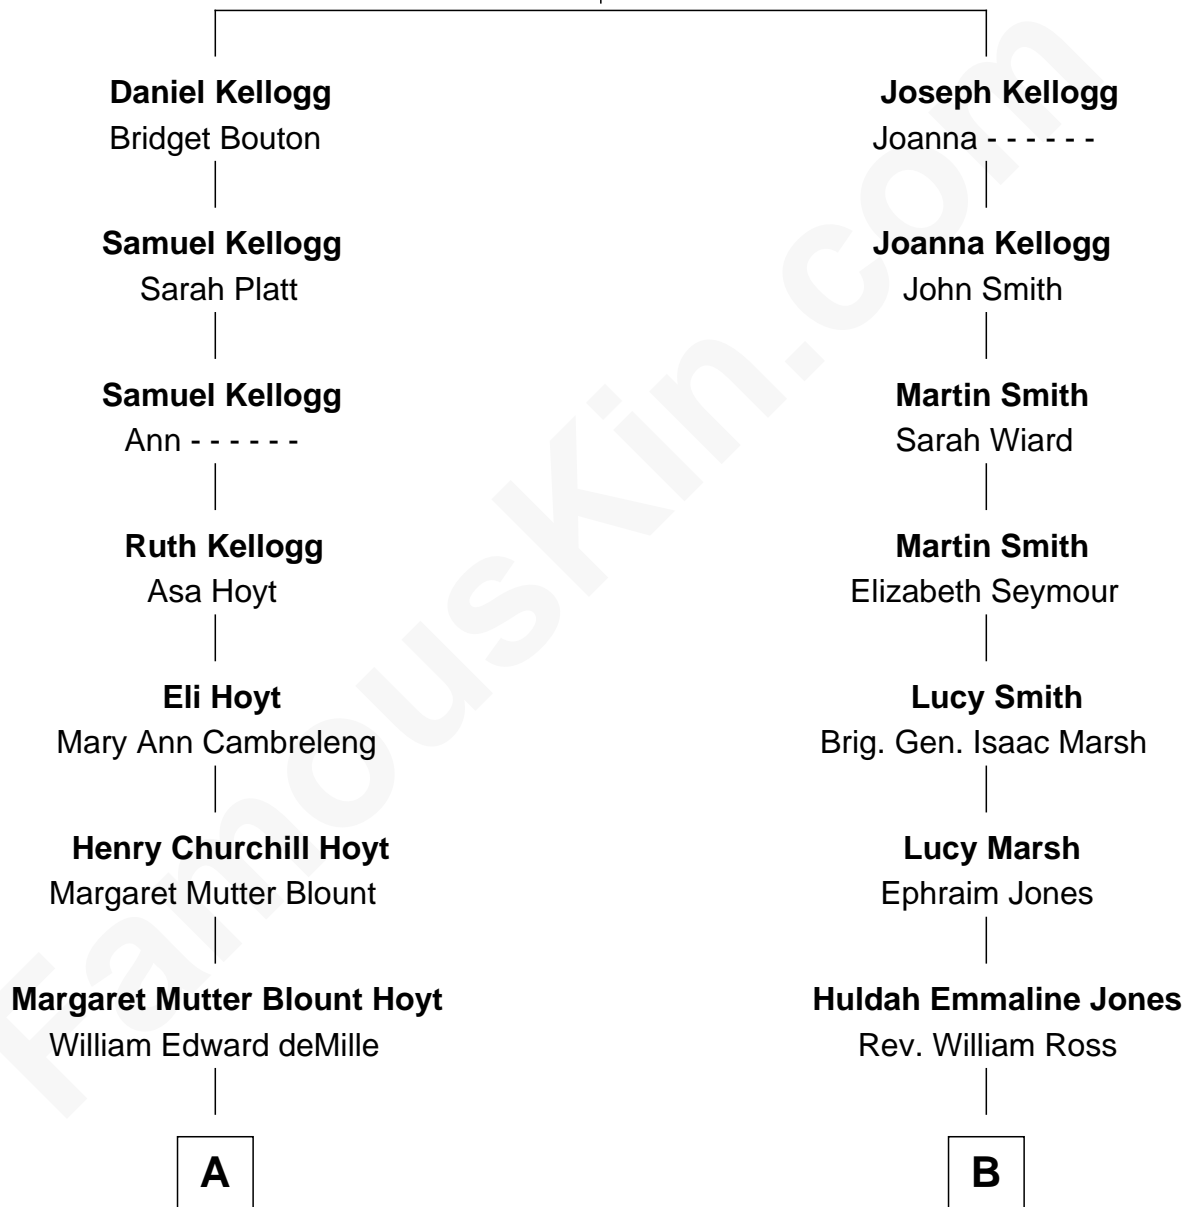 Daniel Kellogg
Bridget Bouton
Samuel Kellogg
Sarah Platt
Samuel Kellogg
Ann - - - - - -
Ruth Kellogg
Asa Hoyt
Eli Hoyt
Mary Ann Cambreleng
Henry Churchill Hoyt
Margaret Mutter Blount
Margaret Mutter Blount Hoyt
William Edward deMille
A
Joseph Kellogg
Joanna - - - - - -
Joanna Kellogg
John Smith
Martin Smith
Sarah Wiard
Martin Smith
Elizabeth Seymour
Lucy Smith
Brig. Gen. Isaac Marsh
Lucy Marsh
Ephraim Jones
Huldah Emmaline Jones
Rev. William Ross
B
FamousKin.com